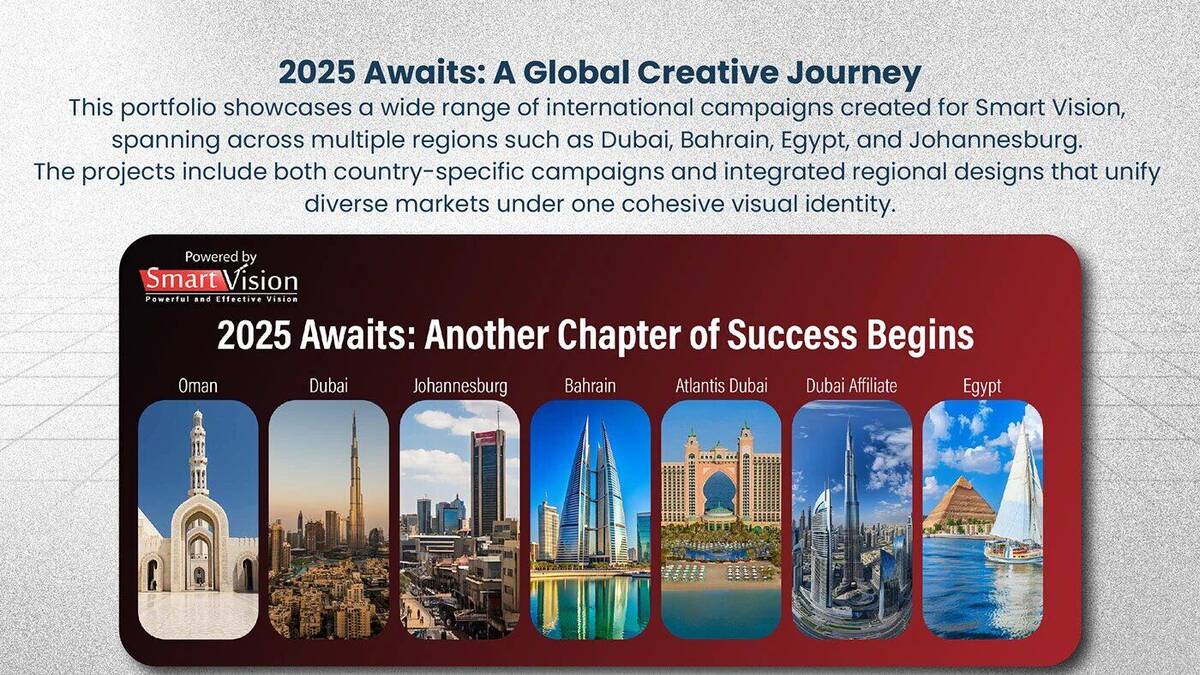 2025 Awaits: A Global Creative Journey
This portfolio showcases a wide range of international campaigns created for Smart Vision,
spanning across multiple regions such as Dubai, Bahrain, Egypt, and Johannesburg.
The projects include both country-specific campaigns and integrated regional designs that unify
diverse markets under one cohesive visual identity.
Powered by
Smart Vision
Powerful and Effective Vision
2025 Awaits: Another Chapter of Success Begins
Oman
Dubai
Johannesburg
Bahrain
Atlantis Dubai
Dubai Affiliate
Egypt